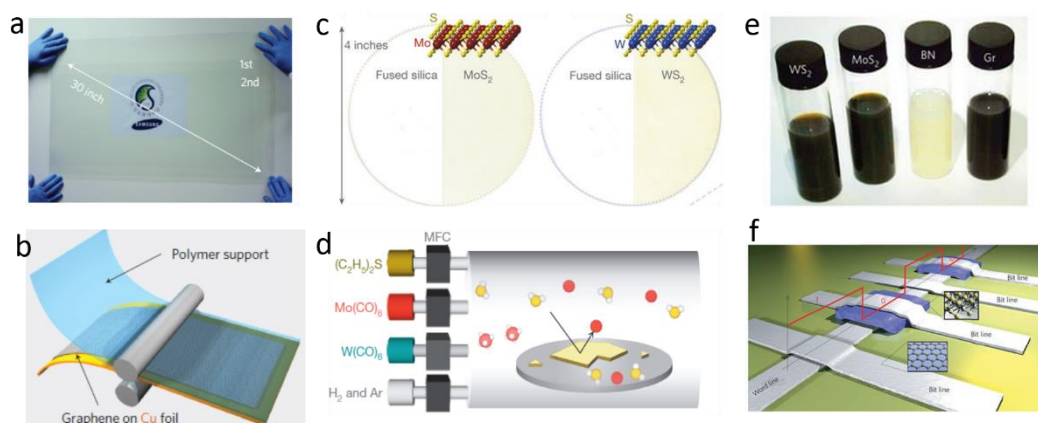 a
1st
2nd
30 inch
SAMSUNG
b
Polymer support
Graphene on Cu foil
c
4 inches
S
Mo
Fused silica
MoS₂
S
W
Fused silica
WS₂
d
MFC
(C₂H₅)₂S
Mo(CO)₆
W(CO)₆
H₂ and Ar
e
WS₂
MoS₂
BN
Gr
f
1
0
Bit line
Bit line
Bit line
Bit line
Word line